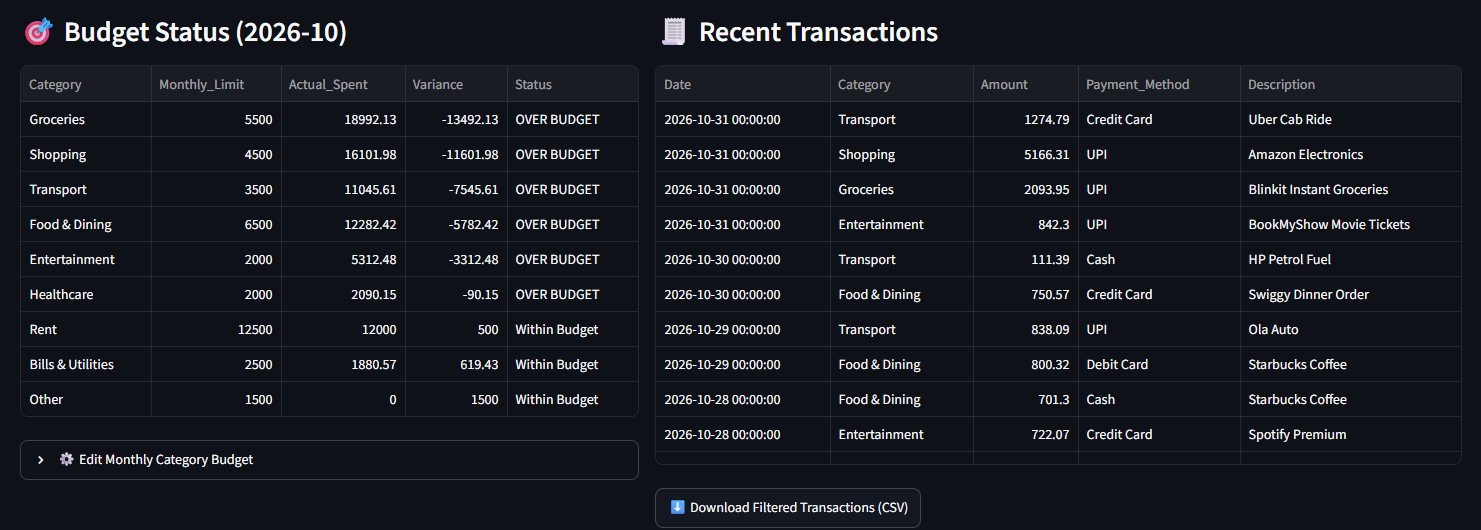 Budget Status (2026-10)
Category Monthly_Limit Actual_Spent Variance Status
Groceries 5500 18992.13 -13492.13 OVER BUDGET
Shopping 4500 16101.98 -11601.98 OVER BUDGET
Transport 3500 11045.61 -7545.61 OVER BUDGET
Food & Dining 6500 12282.42 -5782.42 OVER BUDGET
Entertainment 2000 5312.48 -3312.48 OVER BUDGET
Healthcare 2000 2090.15 -90.15 OVER BUDGET
Rent 12500 12000 500 Within Budget
Bills & Utilities 2500 1880.57 619.43 Within Budget
Other 1500 0 1500 Within Budget
Edit Monthly Category Budget
Recent Transactions
Date Category Amount Payment_Method Description
2026-10-31 00:00:00 Transport 1274.79 Credit Card Uber Cab Ride
2026-10-31 00:00:00 Shopping 5166.31 UPI Amazon Electronics
2026-10-31 00:00:00 Groceries 2093.95 UPI Blinkit Instant Groceries
2026-10-31 00:00:00 Entertainment 842.3 UPI BookMyShow Movie Tickets
2026-10-30 00:00:00 Transport 111.39 Cash HP Petrol Fuel
2026-10-30 00:00:00 Food & Dining 750.57 Credit Card Swiggy Dinner Order
2026-10-29 00:00:00 Transport 838.09 UPI Ola Auto
2026-10-29 00:00:00 Food & Dining 800.32 Debit Card Starbucks Coffee
2026-10-28 00:00:00 Food & Dining 701.3 Cash Starbucks Coffee
2026-10-28 00:00:00 Entertainment 722.07 Credit Card Spotify Premium
Download Filtered Transactions (CSV)